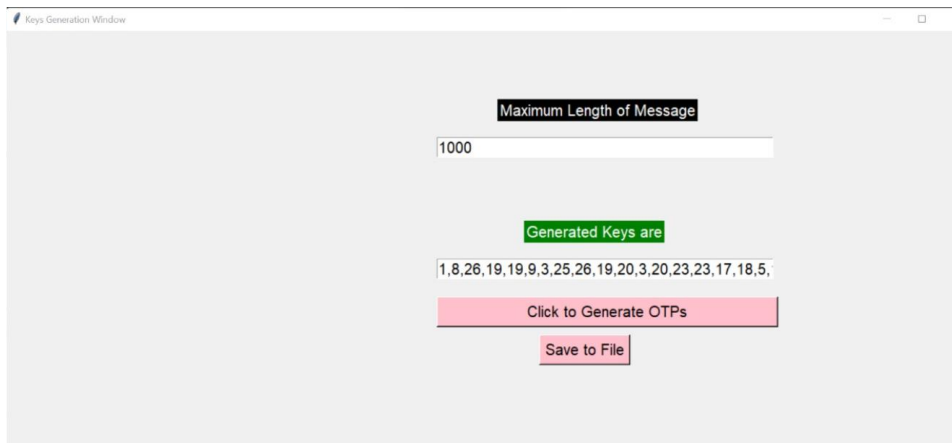 Keys Generation Window
Maximum Length of Message
1000
Generated Keys are
1,8,26,19,19,9,3,25,26,19,20,3,20,23,23,17,18,5,
Click to Generate OTPs
Save to File